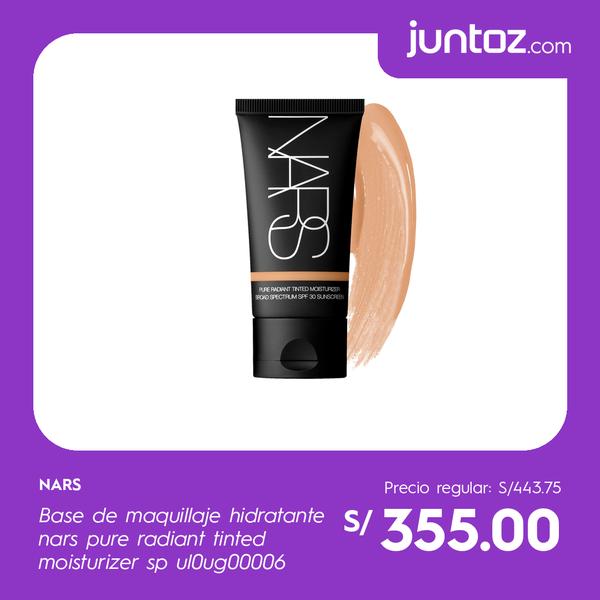 juntoz.com
NARS
PURE RADIANT TINTED MOISTURIZER
BROAD SPECTRUM SPF 30 SUNSCREEN
NARS
Precio regular: S/443.75
Base de maquillaje hidratante
nars pure radiant tinted
moisturizer sp ul0ug00006
S/ 355.00